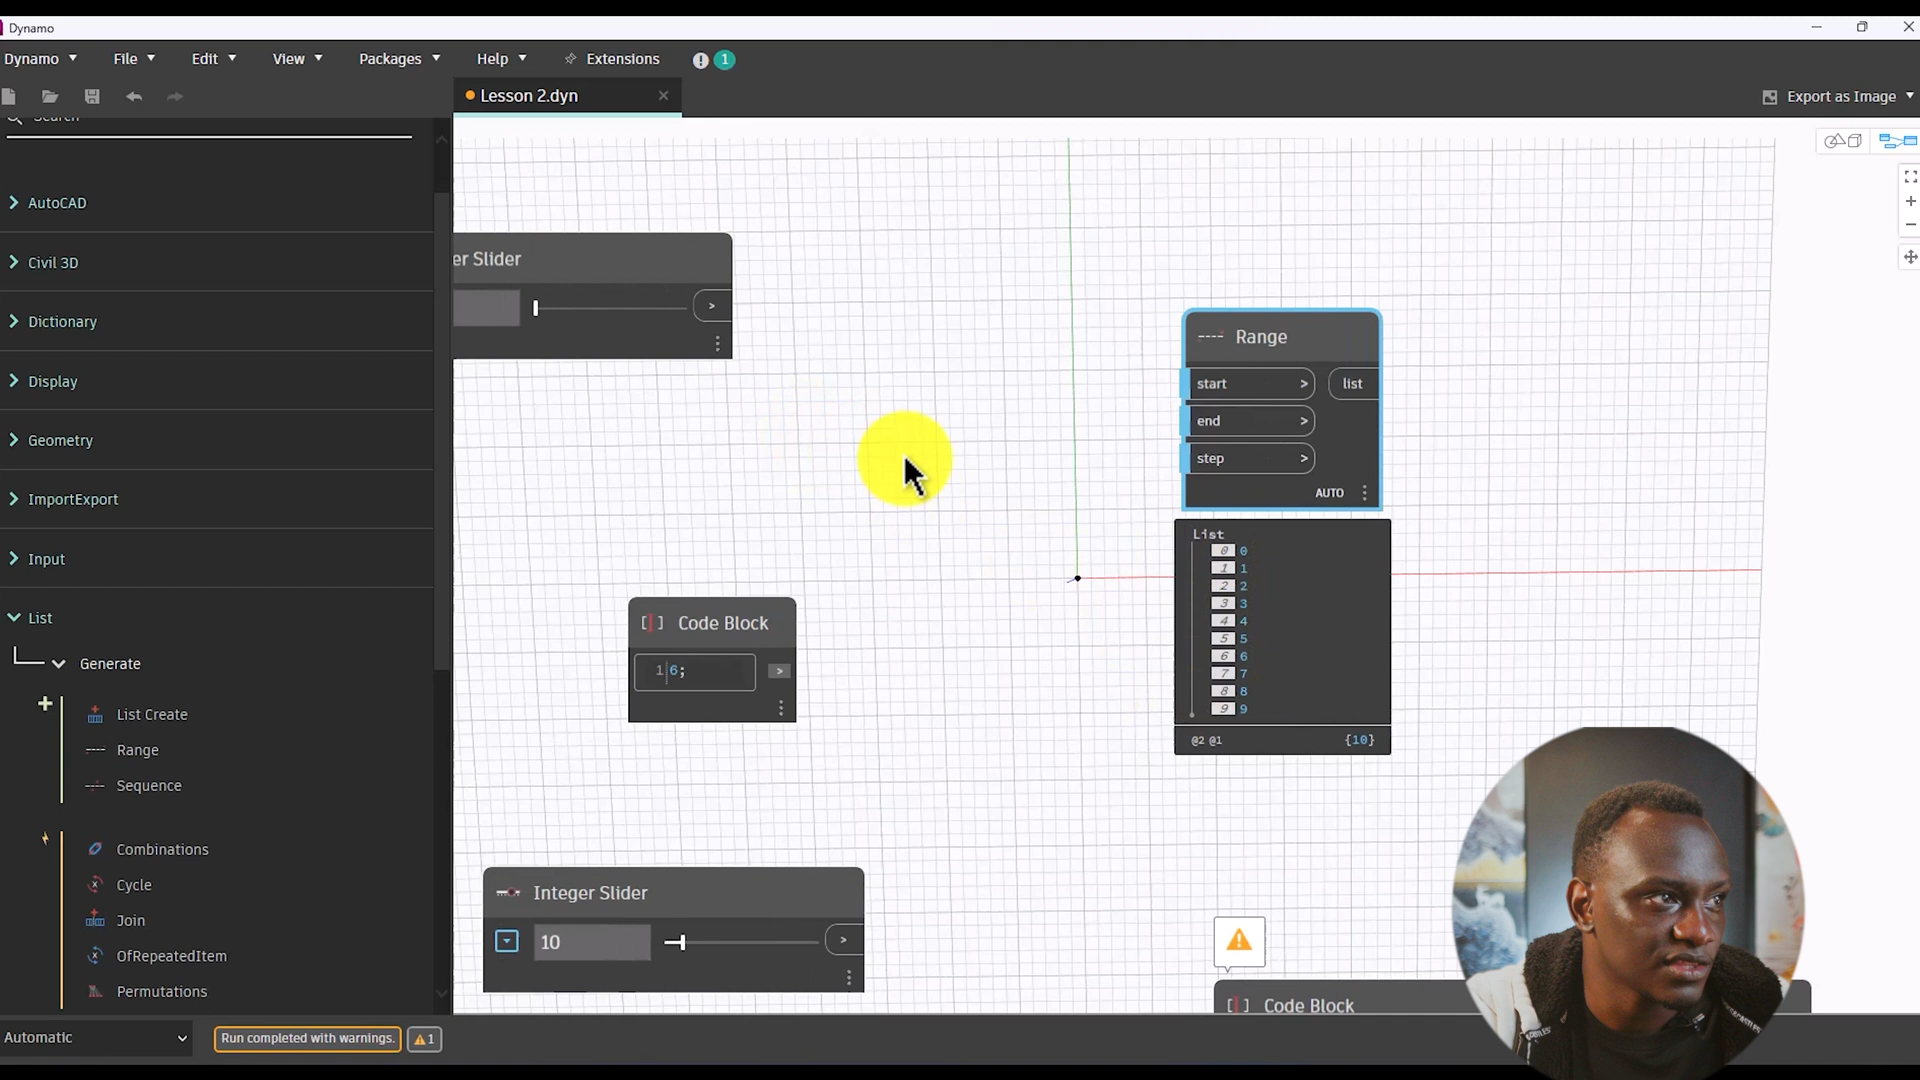 Dynamo
Dynamo File Edit View Packages Help Extensions 1
Lesson 2.dyn
Export as Image
Search
AutoCAD
Civil 3D
Dictionary
Display
Geometry
ImportExport
Input
List
Generate
List Create
Range
Sequence
Combinations
Cycle
Join
OfRepeatedItem
Permutations
er Slider
>
Code Block
1 6; >
Integer Slider
10 >
Range
start > list
end >
step >
AUTO
List
0 0
1 1
2 2
3 3
4 4
5 5
6 6
7 7
8 8
9 9
@2 @1 {10}
Code Block
Automatic
Run completed with warnings. 1